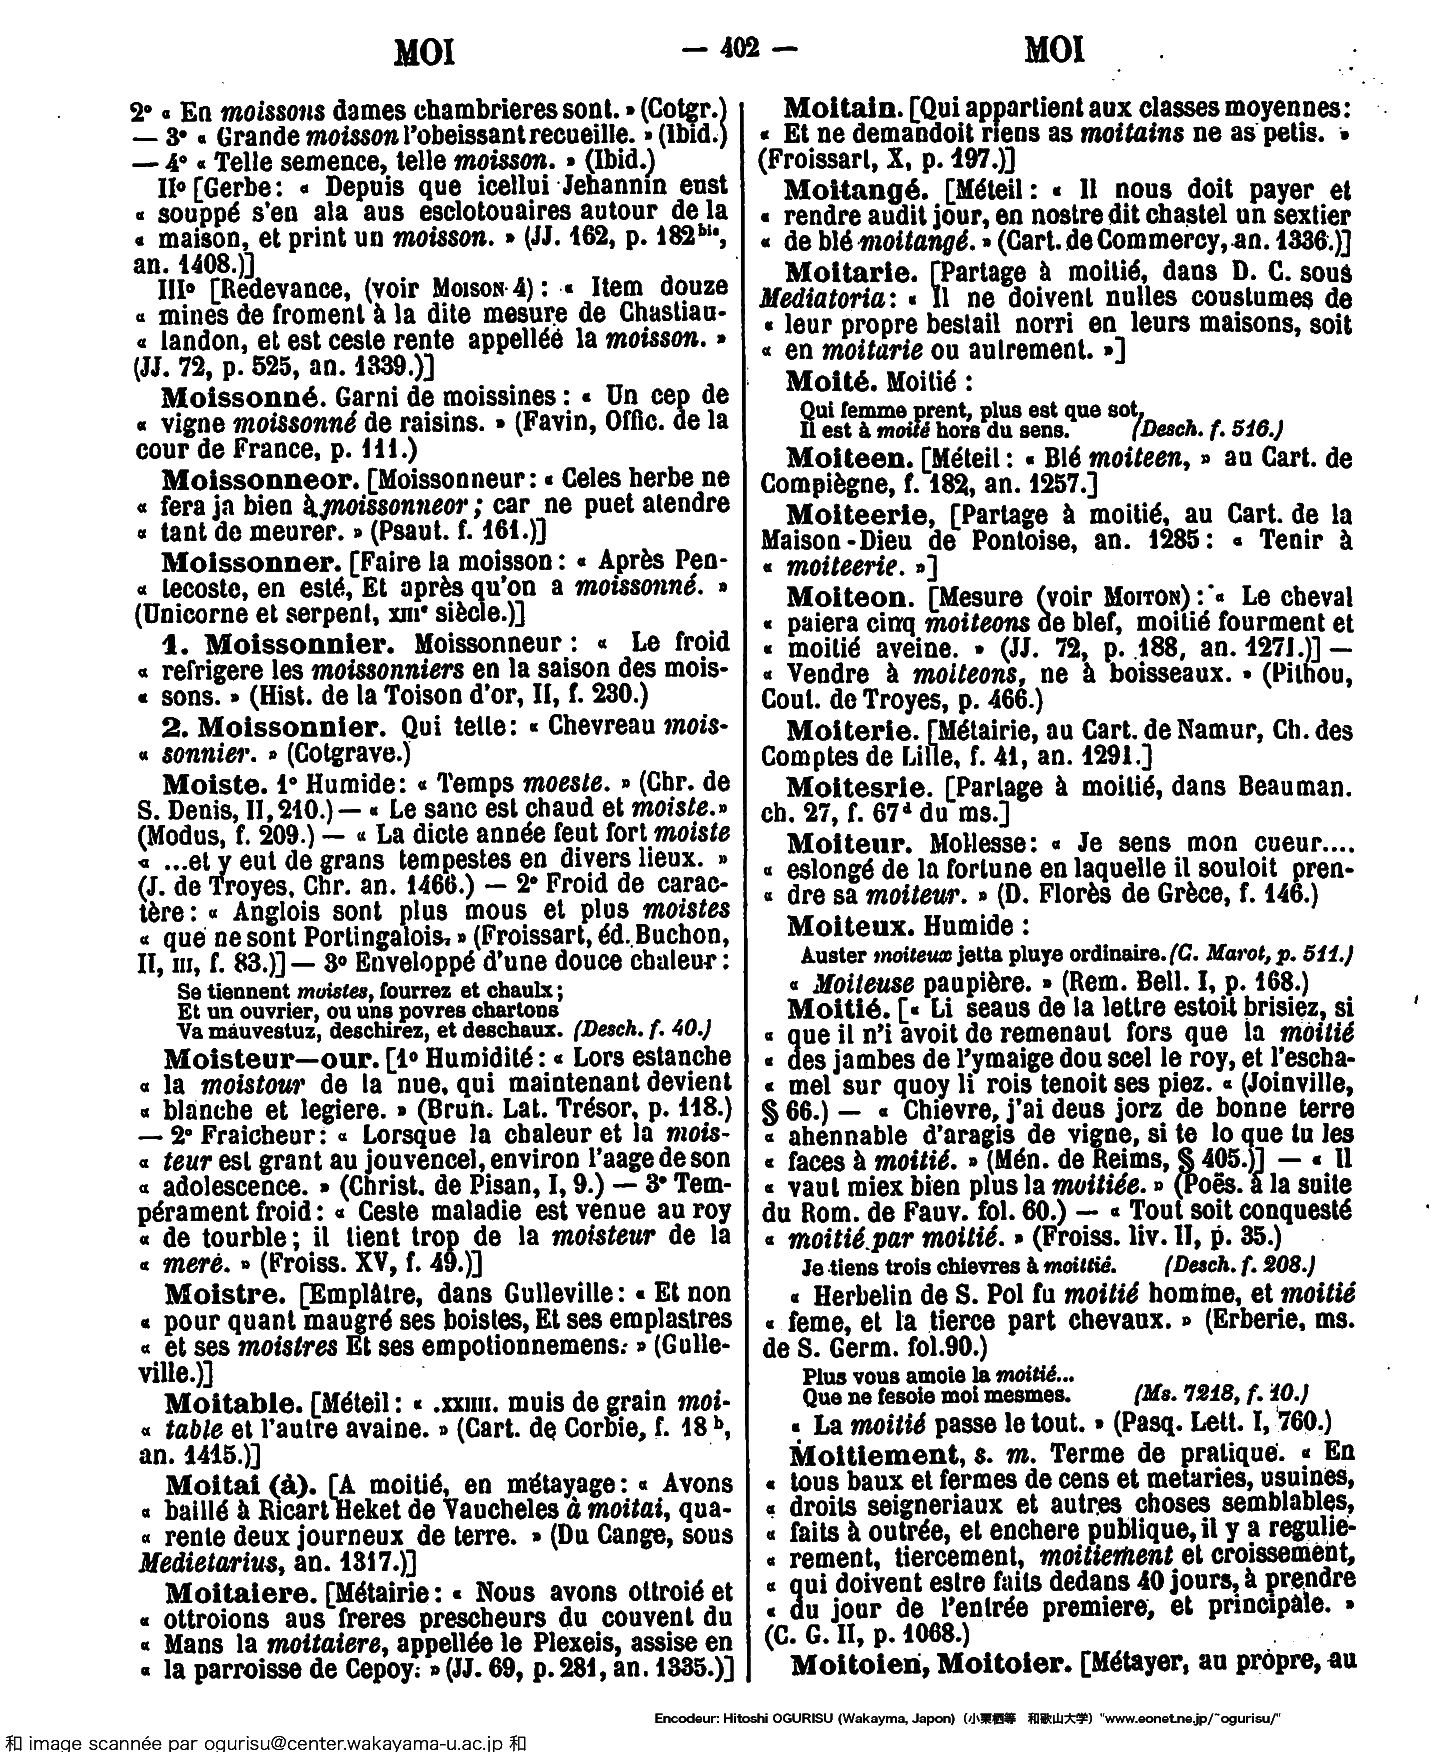 MOI — 402 — MOI
2° « En moissons dames chambrieres sont. » (Cotgr.)
— 3° « Grande moisson l'obeissant recueille. » (Ibid.)
— 4° « Telle semence, telle moisson. » (Ibid.)
II° [Gerbe : « Depuis que icellui Jehannin eust
« souppé s'en ala aus esclotouaires autour de la
« maison, et print un moisson. » (JJ. 162, p. 182 bis,
an. 1408.)]
III° [Redevance, (voir MOISON 4) : « Item douze
« mines de froment à la dite mesure de Chastiau-
« landon, et est ceste rente appelléé la moisson. »
(JJ. 72, p. 525, an. 1339.)]
Moissonné. Garni de moissines : « Un cep de
« vigne moissonné de raisins. » (Favin, Offic. de la
cour de France, p. 111.)
Moissonneor. [Moissonneur : « Celes herbe ne
« fera ja bien à moissonneor ; car ne puet atendre
« tant de meurer. » (Psaut. f. 161.)]
Moissonner. [Faire la moisson : « Après Pen-
« tecoste, en esté, Et après qu'on a moissonné. »
(Unicorne et serpent, XIIIe siècle.)]
1. Moissonnier. Moissonneur : « Le froid
« refrigere les moissonniers en la saison des mois-
« sons. » (Hist. de la Toison d'or, II, f. 230.)
2. Moissonnier. Qui tette : « Chevreau mois-
« sonnier. » (Cotgrave.)
Moiste. 1° Humide : « Temps moeste. » (Chr. de
S. Denis, II, 210.) — « Le sanc est chaud et moiste. »
(Modus, f. 209.) — « La dicte année feut fort moiste
« ...et y eut de grans tempestes en divers lieux. »
(J. de Troyes, Chr. an. 1466.) — 2° Froid de carac-
tère : « Anglois sont plus mous et plus moistes
« que ne sont Portingalois. » (Froissart, éd. Buchon,
II, III, f. 83.)] — 3° Enveloppé d'une douce chaleur :
Se tiennent moistes, fourrez et chaulx ;
Et un ouvrier, ou uns povres chartons
Va mauvestuz, deschirez, et deschaux. (Desch. f. 40.)
Moisteur—our. [1° Humidité : « Lors estanche
« la moistour de la nue, qui maintenant devient
« blanche et legiere. » (Brun. Lat. Trésor, p. 118.)
— 2° Fraicheur : « Lorsque la chaleur et la mois-
« teur est grant au jouvencel, environ l'aage de son
« adolescence. » (Christ. de Pisan, I, 9.) — 3° Tem-
pérament froid : « Ceste maladie est venue au roy
« de tourble ; il tient trop de la moisteur de la
« mere. » (Froiss. XV, f. 49.)]
Moistre. [Emplâtre, dans Gulleville : « Et non
« pour quant maugré ses boistes, Et ses emplastres
« et ses moistres Et ses empotionnemens. » (Gulle-
ville.)]
Moitable. [Méteil : « .XXIIII. muis de grain moi-
« table et l'autre avaine. » (Cart. de Corbie, f. 18 b,
an. 1415.)]
Moitai (à). [A moitié, en métayage : « Avons
« baillé à Ricart Heket de Vaucheles à moitai, qua-
« rente deux journeux de terre. » (Du Cange, sous
Medietarius, an. 1317.)]
Moitaiere. [Métairie : « Nous avons ottroié et
« ottroions aus freres prescheurs du couvent du
« Mans la moitaiere, appellée le Plexeis, assise en
« la parroisse de Cepoy. » (JJ. 69, p. 281, an. 1335.)]
Moitain. [Qui appartient aux classes moyennes :
« Et ne demandoit riens as moitains ne as petis. »
(Froissart, X, p. 197.)]
Moitangé. [Méteil : « Il nous doit payer et
« rendre audit jour, en nostre dit chastel un sextier
« de blé moitangé. » (Cart. de Commercy, an. 1336.)]
Moitarie. [Partage à moitié, dans D. C. sous
Mediatoria : « Il ne doivent nulles coustumes de
« leur propre bestail norri en leurs maisons, soit
« en moitarie ou autrement. »]
Moité. Moitié :
Qui femme prent, plus est que sot,
Il est à moité hors du sens. (Desch. f. 516.)
Moiteen. [Méteil : « Blé moiteen, » au Cart. de
Compiègne, f. 182, an. 1257.]
Moiteerie, [Partage à moitié, au Cart. de la
Maison-Dieu de Pontoise, an. 1285 : « Tenir à
« moiteerie. »]
Moiteon. [Mesure (voir MOITON) : « Le cheval
« paiera cinq moiteons de blef, moitié fourment et
« moitié aveine. » (JJ. 72, p. 188, an. 1271.)] —
« Vendre à moiteons, ne à boisseaux. » (Pithou,
Cout. de Troyes, p. 466.)
Moiterie. [Métairie, au Cart. de Namur, Ch. des
Comptes de Lille, f. 41, an. 1291.]
Moitesrie. [Partage à moitié, dans Beauman.
ch. 27, f. 67 d du ms.]
Moiteur. Mollesse : « Je sens mon cueur....
« eslongé de la fortune en laquelle il souloit pren-
« dre sa moiteur. » (D. Florès de Grèce, f. 146.)
Moiteux. Humide :
Auster moiteux jetta pluye ordinaire. (C. Marot, p. 511.)
« Moiteuse paupière. » (Rem. Bell. I, p. 168.)
Moitié. [« Li seaus de la lettre estoit brisiez, si
« que il n'i avoit de remenaut fors que la moitié
« des jambes de l'ymaige dou scel le roy, et l'escha-
« mel sur quoy li rois tenoit ses piez. « (Joinville,
§ 66.) — « Chievre, j'ai deus jorz de bonne terre
« ahennable d'aragis de vigne, si te lo que tu les
« faces à moitié. » (Mén. de Reims, § 405.)] — « Il
« vaut miex bien plus la moitiée. » (Poës. à la suite
du Rom. de Fauv. fol. 60.) — « Tout soit conquesté
« moitié par moitié. » (Froiss. liv. II, p. 35.)
Je tiens trois chievres à moittié. (Desch. f. 208.)
« Herbelin de S. Pol fu moitié homme, et moitié
« feme, et la tierce part chevaux. » (Erberie, ms.
de S. Germ. fol. 90.)
Plus vous amoie la moitié...
Que ne fesoie moi mesmes. (Ms. 7218, f. 10.)
« La moitié passe le tout. » (Pasq. Lett. I, 760.)
Moitiement, s. m. Terme de pratique. « En
« tous baux et fermes de cens et metaries, usuines,
« droits seigneriaux et autres choses semblables,
« faits à outrée, et enchere publique, il y a regulie-
« rement, tiercement, moitiement et croissement,
« qui doivent estre faits dedans 40 jours, à prendre
« du jour de l'entrée premiere, et principale. »
(C. G. II, p. 1068.)
Moitoien, Moitoier. [Métayer, au propre, au
Encodeur: Hitoshi OGURISU (Wakayma, Japon) (小栗栖等 和歌山大学) "www.eonet.ne.jp/~ogurisu/"
和 image scannée par ogurisu@center.wakayama-u.ac.jp 和